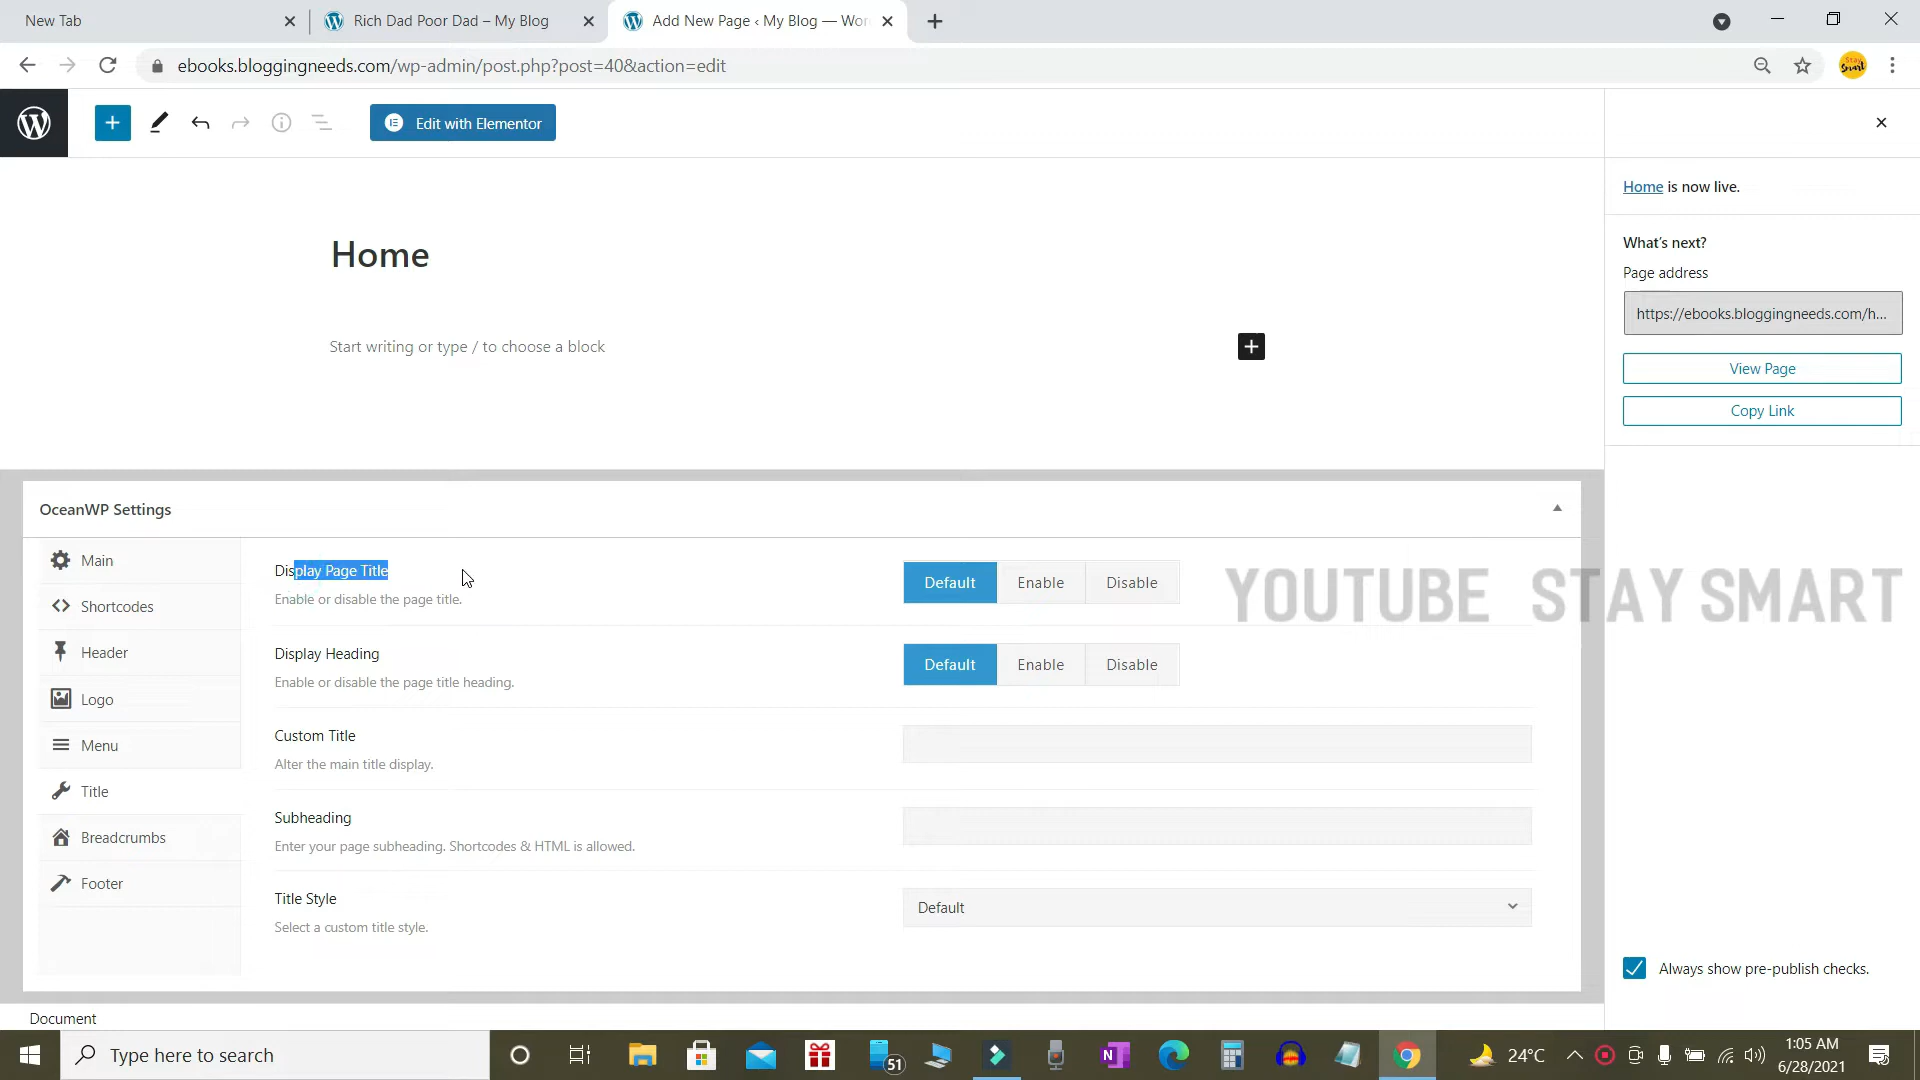 New Tab
Rich Dad Poor Dad – My Blog
Add New Page ‹ My Blog — Wor
ebooks.bloggingneeds.com/wp-admin/post.php?post=40&action=edit
Edit with Elementor
Home is now live.
What's next?
Page address
https://ebooks.bloggingneeds.com/h...
View Page
Copy Link
Home
Start writing or type / to choose a block
OceanWP Settings
Main
Shortcodes
Header
Logo
Menu
Title
Breadcrumbs
Footer
Display Page Title
Enable or disable the page title.
Default Enable Disable
Display Heading
Enable or disable the page title heading.
Default Enable Disable
Custom Title
Alter the main title display.
Subheading
Enter your page subheading. Shortcodes & HTML is allowed.
Title Style
Select a custom title style.
Default
YOUTUBE STAY SMART
Always show pre-publish checks.
Document
Type here to search
51
24°C
1:05 AM
6/28/2021